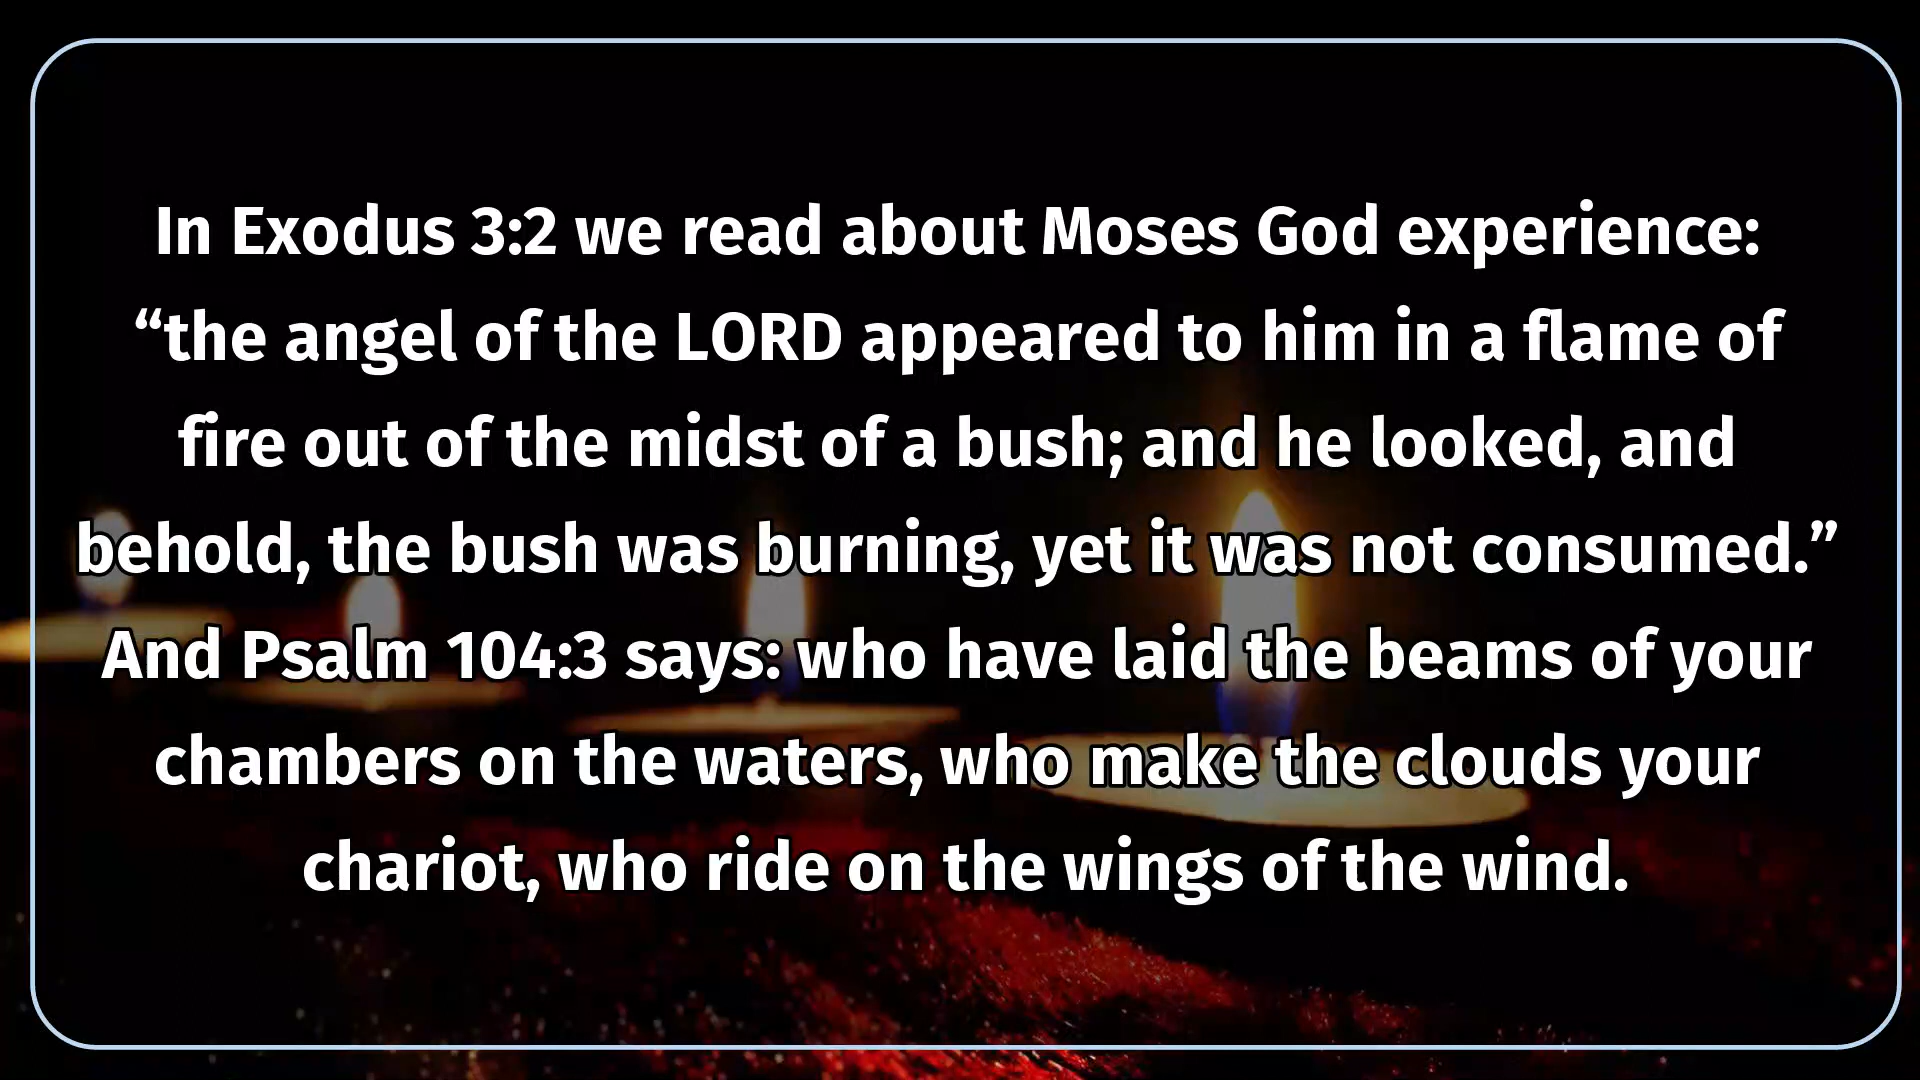 In Exodus 3:2 we read about Moses God experience:
“the angel of the LORD appeared to him in a flame of
fire out of the midst of a bush; and he looked, and
behold, the bush was burning, yet it was not consumed.”
And Psalm 104:3 says: who have laid the beams of your
chambers on the waters, who make the clouds your
chariot, who ride on the wings of the wind.